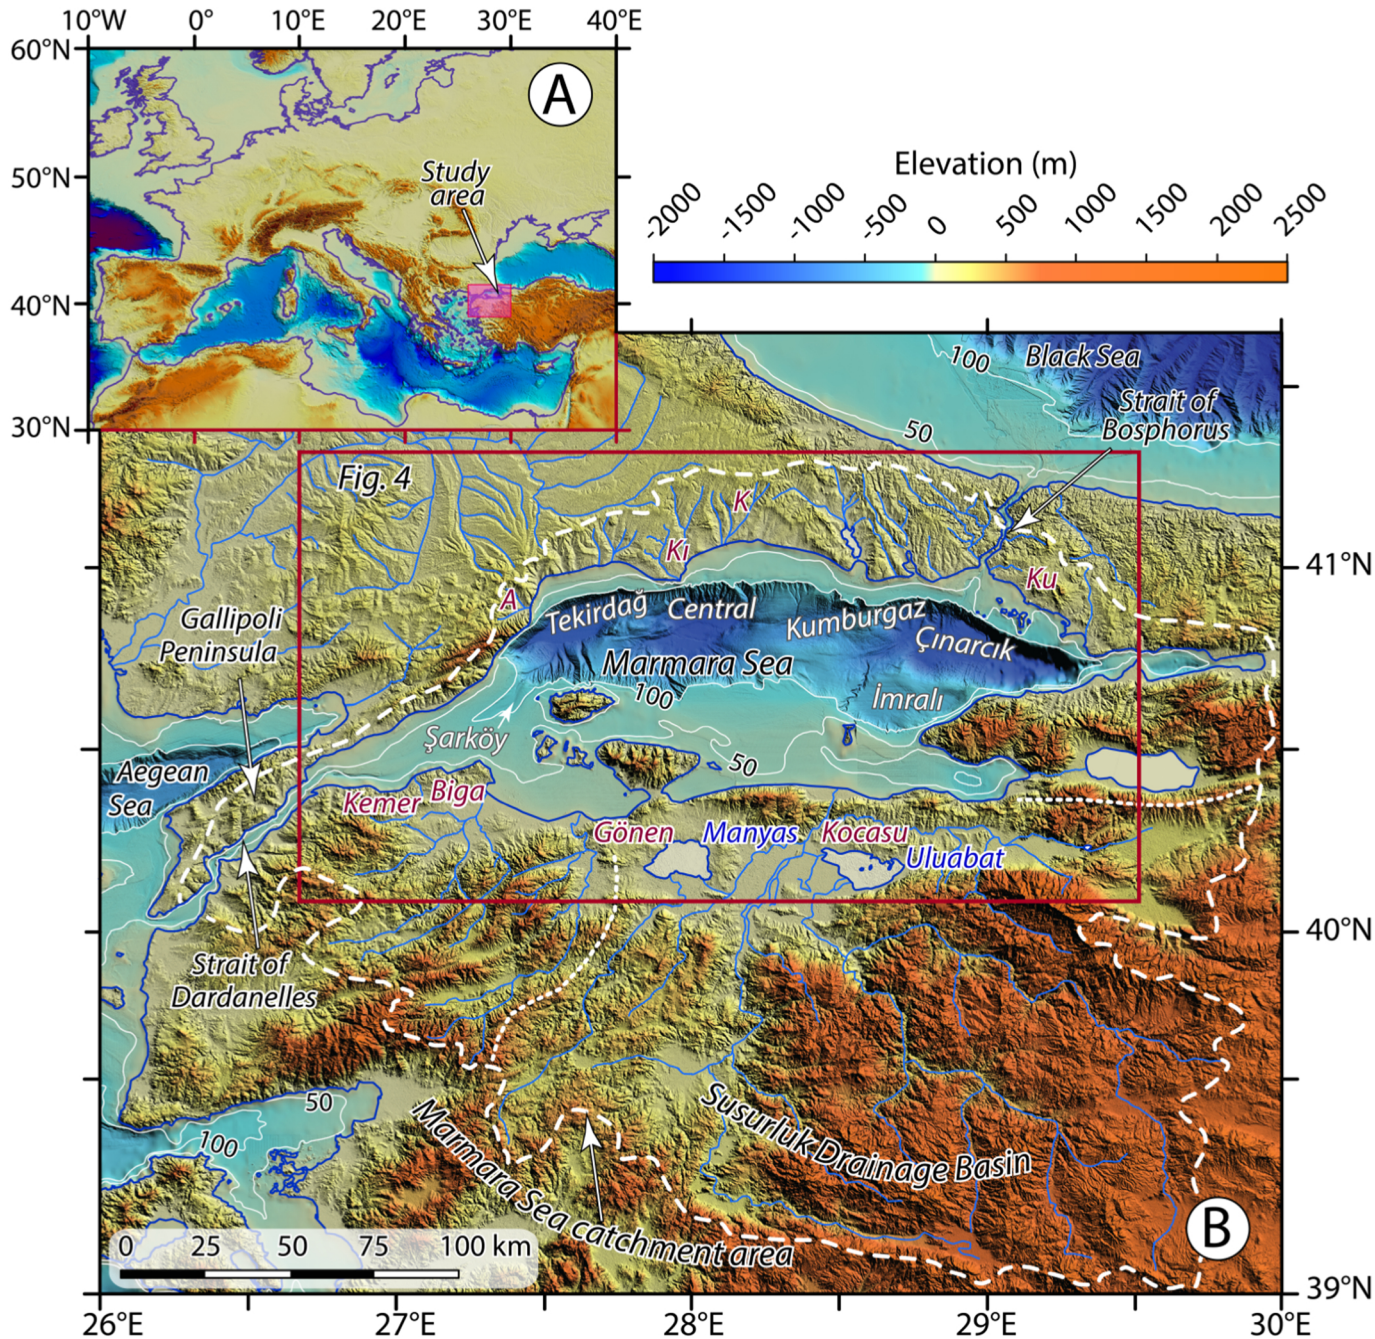 10°W 0° 10°E 20°E 30°E 40°E
60°N
50°N
40°N
30°N
A
Study
area
Elevation (m)
-2000 -1500 -1000 -500 0 500 1000 1500 2000 2500
100
Black Sea
Strait of
Bosphorus
50
Fig. 4
K
Ki
Ku
A
41°N
Gallipoli
Peninsula
Tekirdağ
Central
Kumburgaz
Çınarcık
Marmara Sea
100
İmralı
Şarköy
50
Aegean
Sea
Kemer
Biga
Gönen
Manyas
Kocasu
Uluabat
40°N
Strait of
Dardanelles
50
100
Susurluk Drainage Basin
Marmara Sea catchment area
B
0 25 50 75 100 km
39°N
26°E 27°E 28°E 29°E 30°E